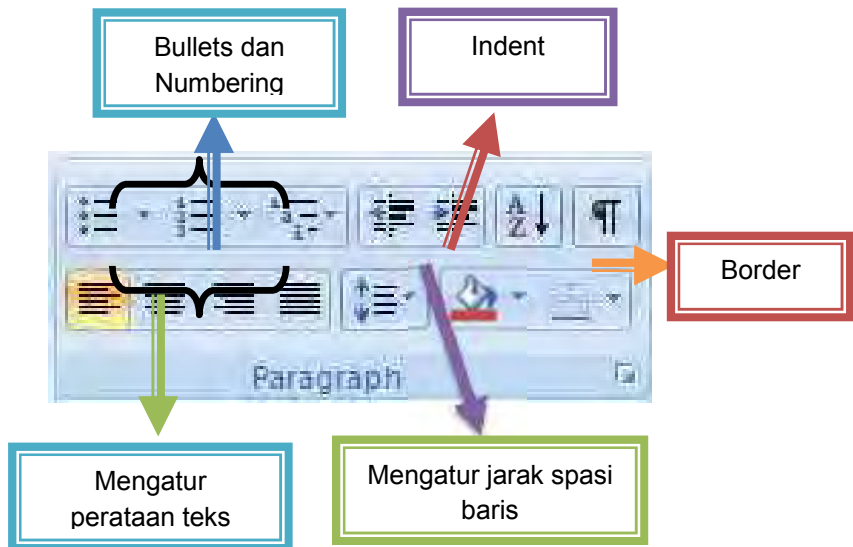 Bullets dan
Numbering
Indent
A
Z
¶
Border
Paragraph
Mengatur
perataan teks
Mengatur jarak spasi
baris